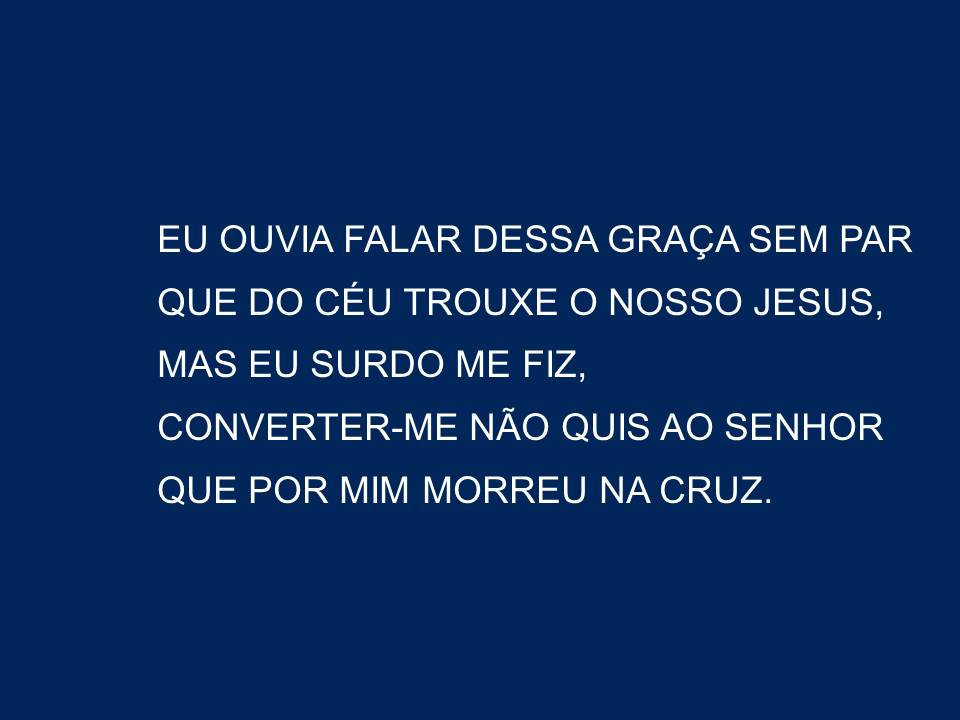 EU OUVIA FALAR DESSA GRAÇA SEM PAR
QUE DO CÉU TROUXE O NOSSO JESUS,
MAS EU SURDO ME FIZ,
CONVERTER-ME NÃO QUIS AO SENHOR
QUE POR MIM MORREU NA CRUZ.